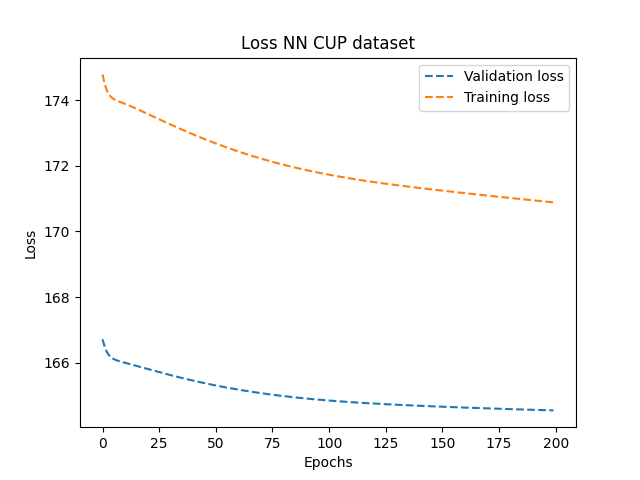 Loss NN CUP dataset
Validation loss
Training loss
174
172
170
168
166
Loss
0 25 50 75 100 125 150 175 200
Epochs